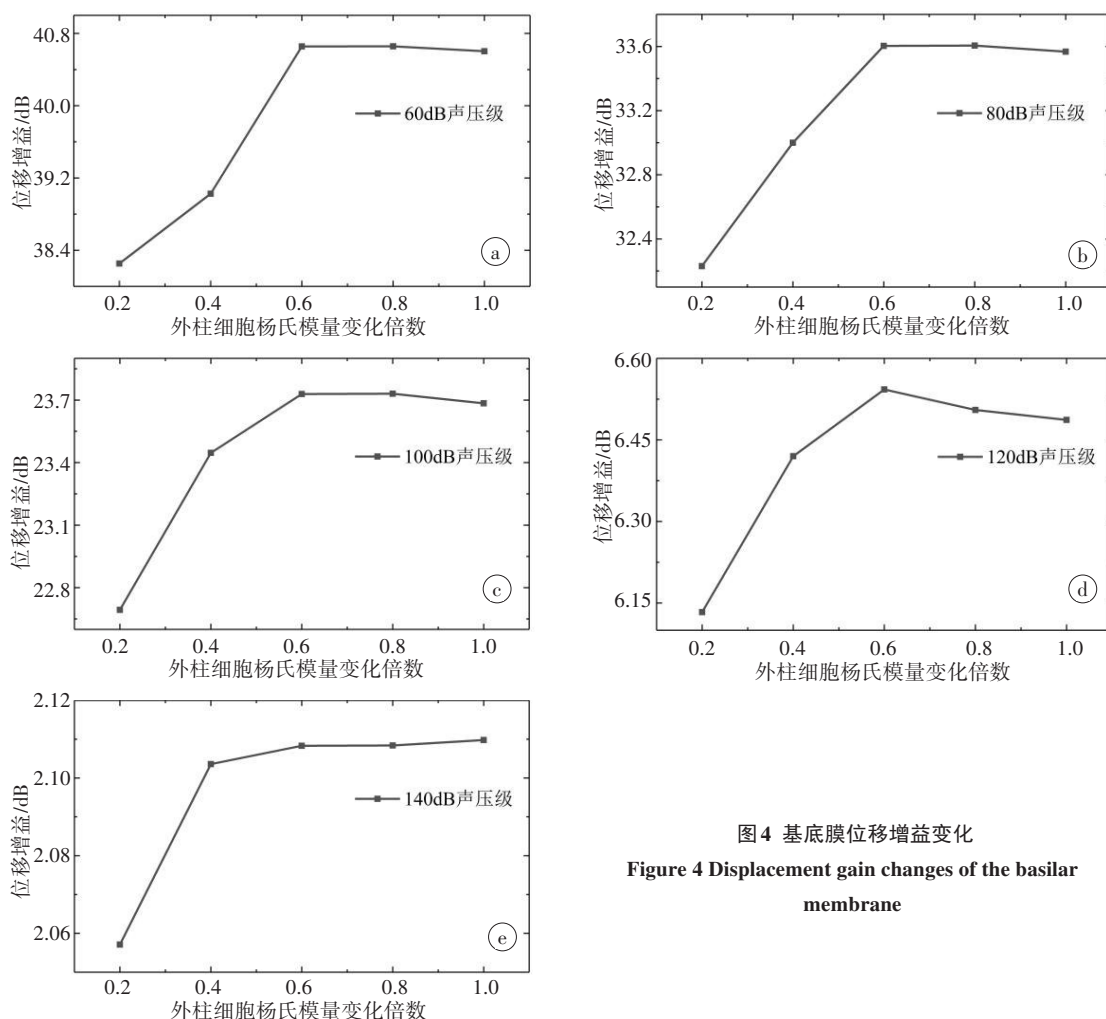 40.8
40.0
39.2
38.4
位移增益/dB
60dB声压级
a
0.2 0.4 0.6 0.8 1.0
外柱细胞杨氏模量变化倍数
33.6
32.8
32.4
位移增益/dB
80dB声压级
b
0.2 0.4 0.6 0.8 1.0
外柱细胞杨氏模量变化倍数
23.7
23.4
23.1
22.8
位移增益/dB
100dB声压级
c
0.2 0.4 0.6 0.8 1.0
外柱细胞杨氏模量变化倍数
6.60
6.45
6.30
6.15
位移增益/dB
120dB声压级
d
0.2 0.4 0.6 0.8 1.0
外柱细胞杨氏模量变化倍数
2.12
2.10
2.08
2.06
位移增益/dB
140dB声压级
e
0.2 0.4 0.6 0.8 1.0
外柱细胞杨氏模量变化倍数
图4 基底膜位移增益变化
Figure 4 Displacement gain changes of the basilar
membrane